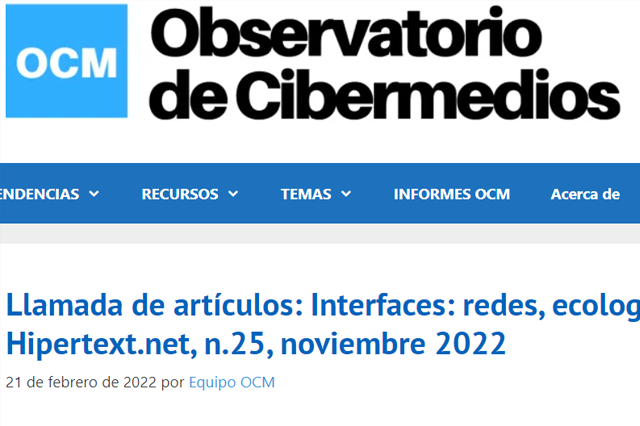 OCM
Observatorio
de Cibermedios
ENDENCIAS RECURSOS TEMAS INFORMES OCM Acerca de
Llamada de artículos: Interfaces: redes, ecolog
Hipertext.net, n.25, noviembre 2022
21 de febrero de 2022 por Equipo OCM